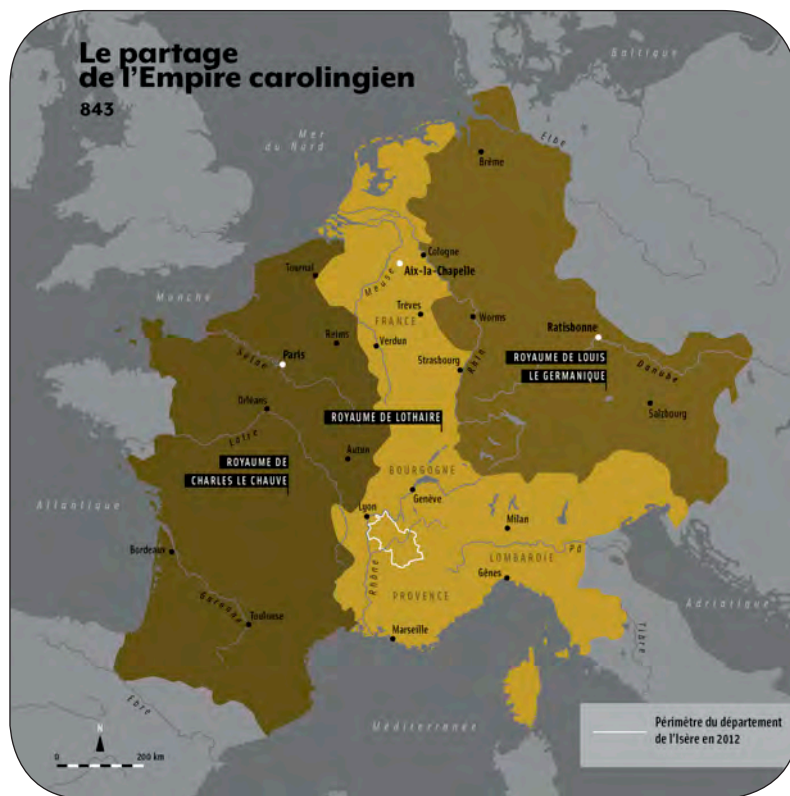 Le partage
de l'Empire carolingien
843
Baltique
Mer
du Nord
Elbe
Brême
Cologne
Aix-la-Chapelle
Tournai
Meuse
Manche
Trèves
FRANCE
Worms
Ratisbonne
Reims
Verdun
Seine
Paris
Strasbourg
Rhin
ROYAUME DE LOUIS
LE GERMANIQUE
Danube
Orléans
Salzbourg
ROYAUME DE LOTHAIRE
Loire
Autun
ROYAUME DE
CHARLES LE CHAUVE
BOURGOGNE
Genève
Atlantique
Lyon
Milan
Bordeaux
LOMBARDIE
Pô
Gênes
Rhône
PROVENCE
Garonne
Toulouse
Marseille
Adriatique
Tibre
Ebre
Méditerranée
N
0 200 km
Périmètre du département
de l'Isère en 2012